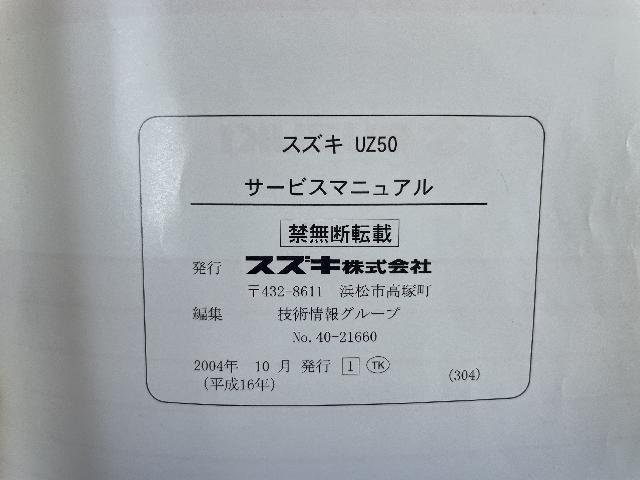 スズキ UZ50
サービスマニュアル
禁無断転載
発行 スズキ株式会社
〒432-8611 浜松市高塚町
編集 技術情報グループ
No.40-21660
2004年 10月 発行 1 TK
(平成16年)
(304)